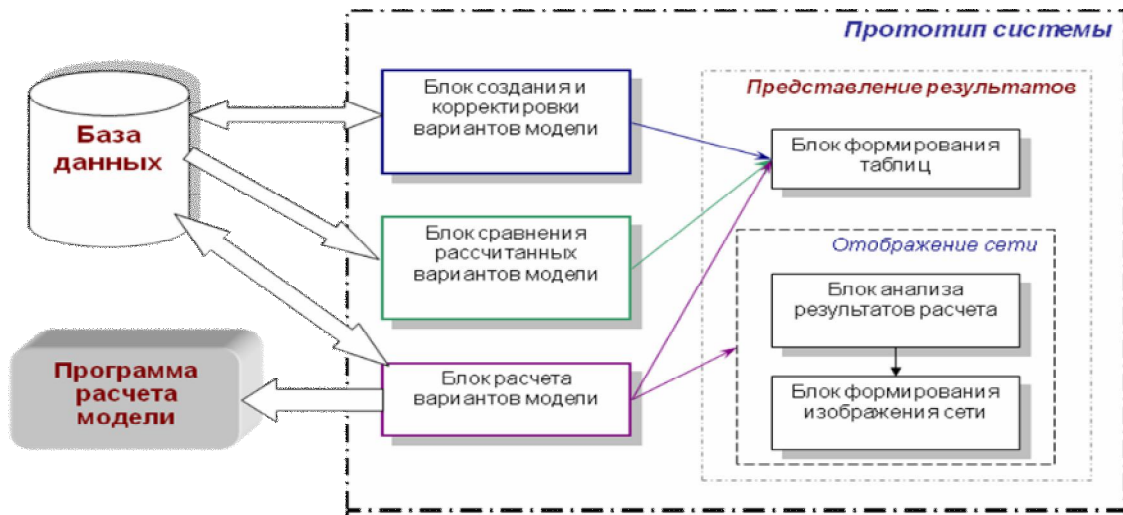 Прототип системы
База
данных
Блок создания и
корректировки
вариантов модели
Представление результатов
Блок формирования
таблиц
Блок сравнения
рассчитанных
вариантов модели
Отображение сети
Блок анализа
результатов расчета
Программа
расчета
модели
Блок расчета
вариантов модели
Блок формирования
изображения сети